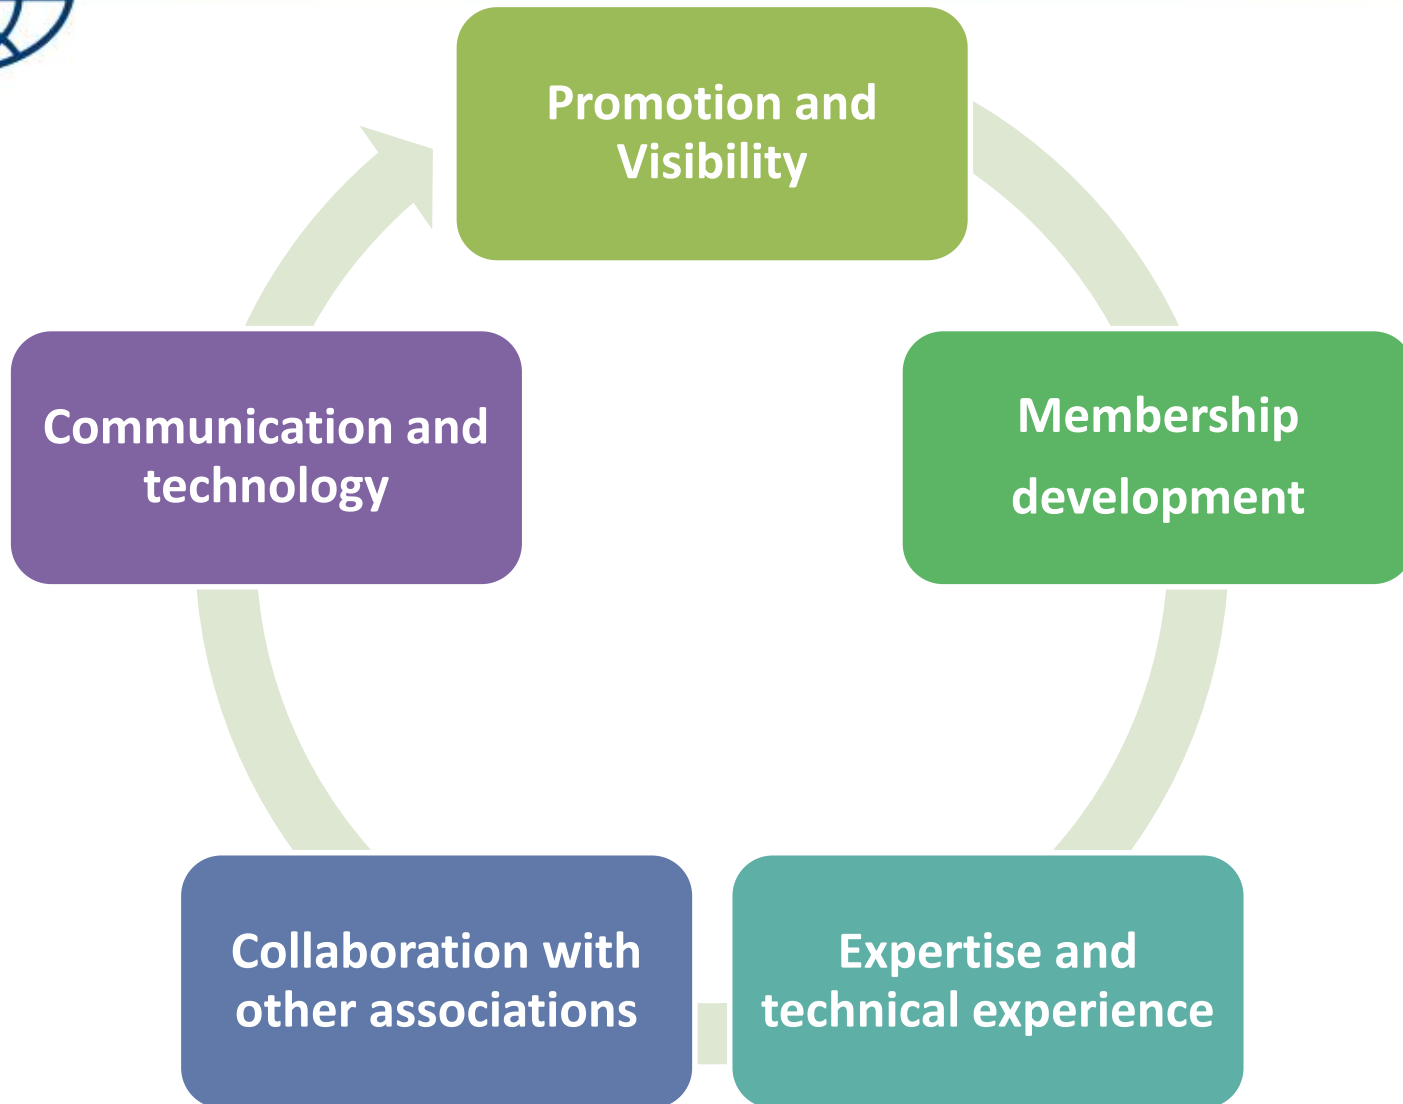 Promotion and
Visibility
Membership
development
Expertise and
technical experience
Collaboration with
other associations
Communication and
technology